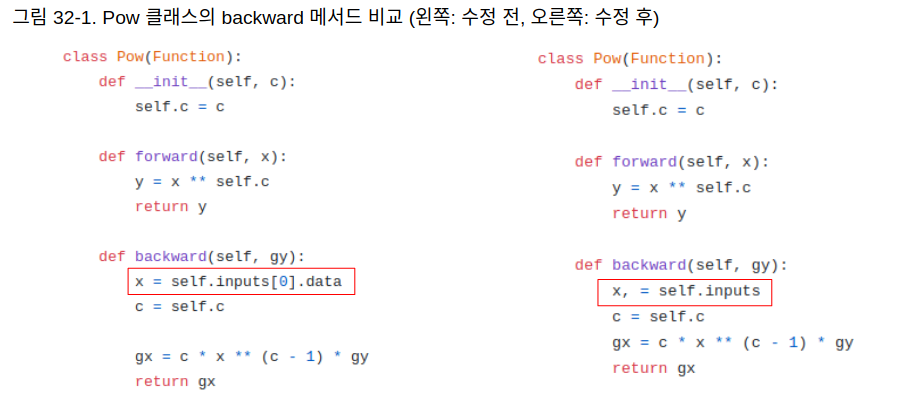 그림 32-1. Pow 클래스의 backward 메서드 비교 (왼쪽: 수정 전, 오른쪽: 수정 후)
class Pow(Function):
    def __init__(self, c):
        self.c = c
    def forward(self, x):
        y = x ** self.c
        return y
    def backward(self, gy):
        x = self.inputs[0].data
        c = self.c
        gx = c * x ** (c - 1) * gy
        return gx
class Pow(Function):
    def __init__(self, c):
        self.c = c
    def forward(self, x):
        y = x ** self.c
        return y
    def backward(self, gy):
        x, = self.inputs
        c = self.c
        gx = c * x ** (c - 1) * gy
        return gx